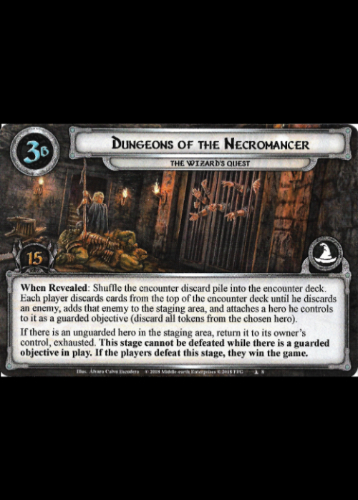 3B
DUNGEONS OF THE NECROMANCER
THE WIZARD'S QUEST
15
When Revealed: Shuffle the encounter discard pile into the encounter deck.
Each player discards cards from the top of the encounter deck until he discards
an enemy, adds that enemy to the staging area, and attaches a hero he controls
to it as a guarded objective (discard all tokens from the chosen hero).
If there is an unguarded hero in the staging area, return it to its owner's
control, exhausted. This stage cannot be defeated while there is a guarded
objective in play. If the players defeat this stage, they win the game.